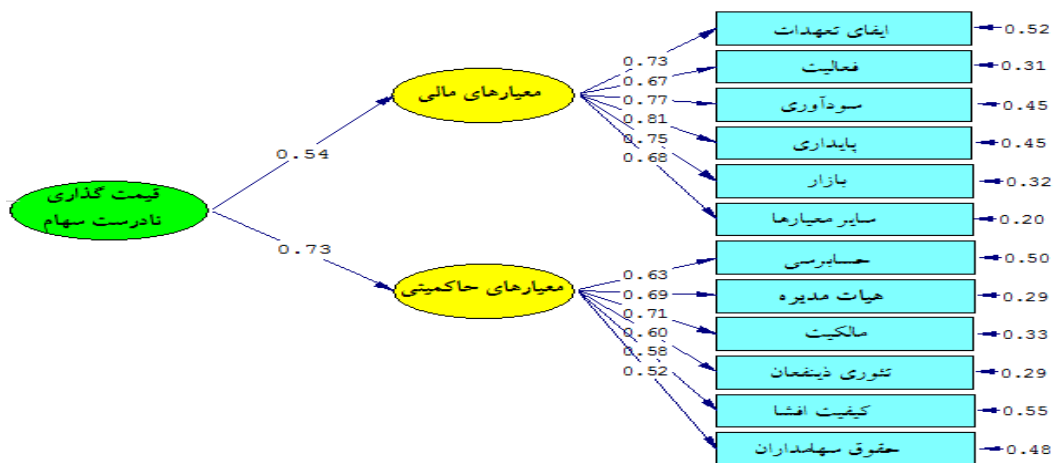 ایفای تعهدات
0.52
0.73
فعالیت
0.31
0.67
معیارهای مالی
0.77
سودآوری
0.45
0.81
0.75
پایداری
0.45
0.54
0.68
بازار
0.32
قیمت گذاری
نادرست سهام
سایر معیارها
0.20
0.73
حسابرسی
0.50
0.63
معیارهای حاکمیتی
0.69
هیات مدیره
0.29
0.71
0.60
مالکیت
0.33
0.58
0.52
تئوری ذینفعان
0.29
کیفیت افشا
0.55
حقوق سهامداران
0.48